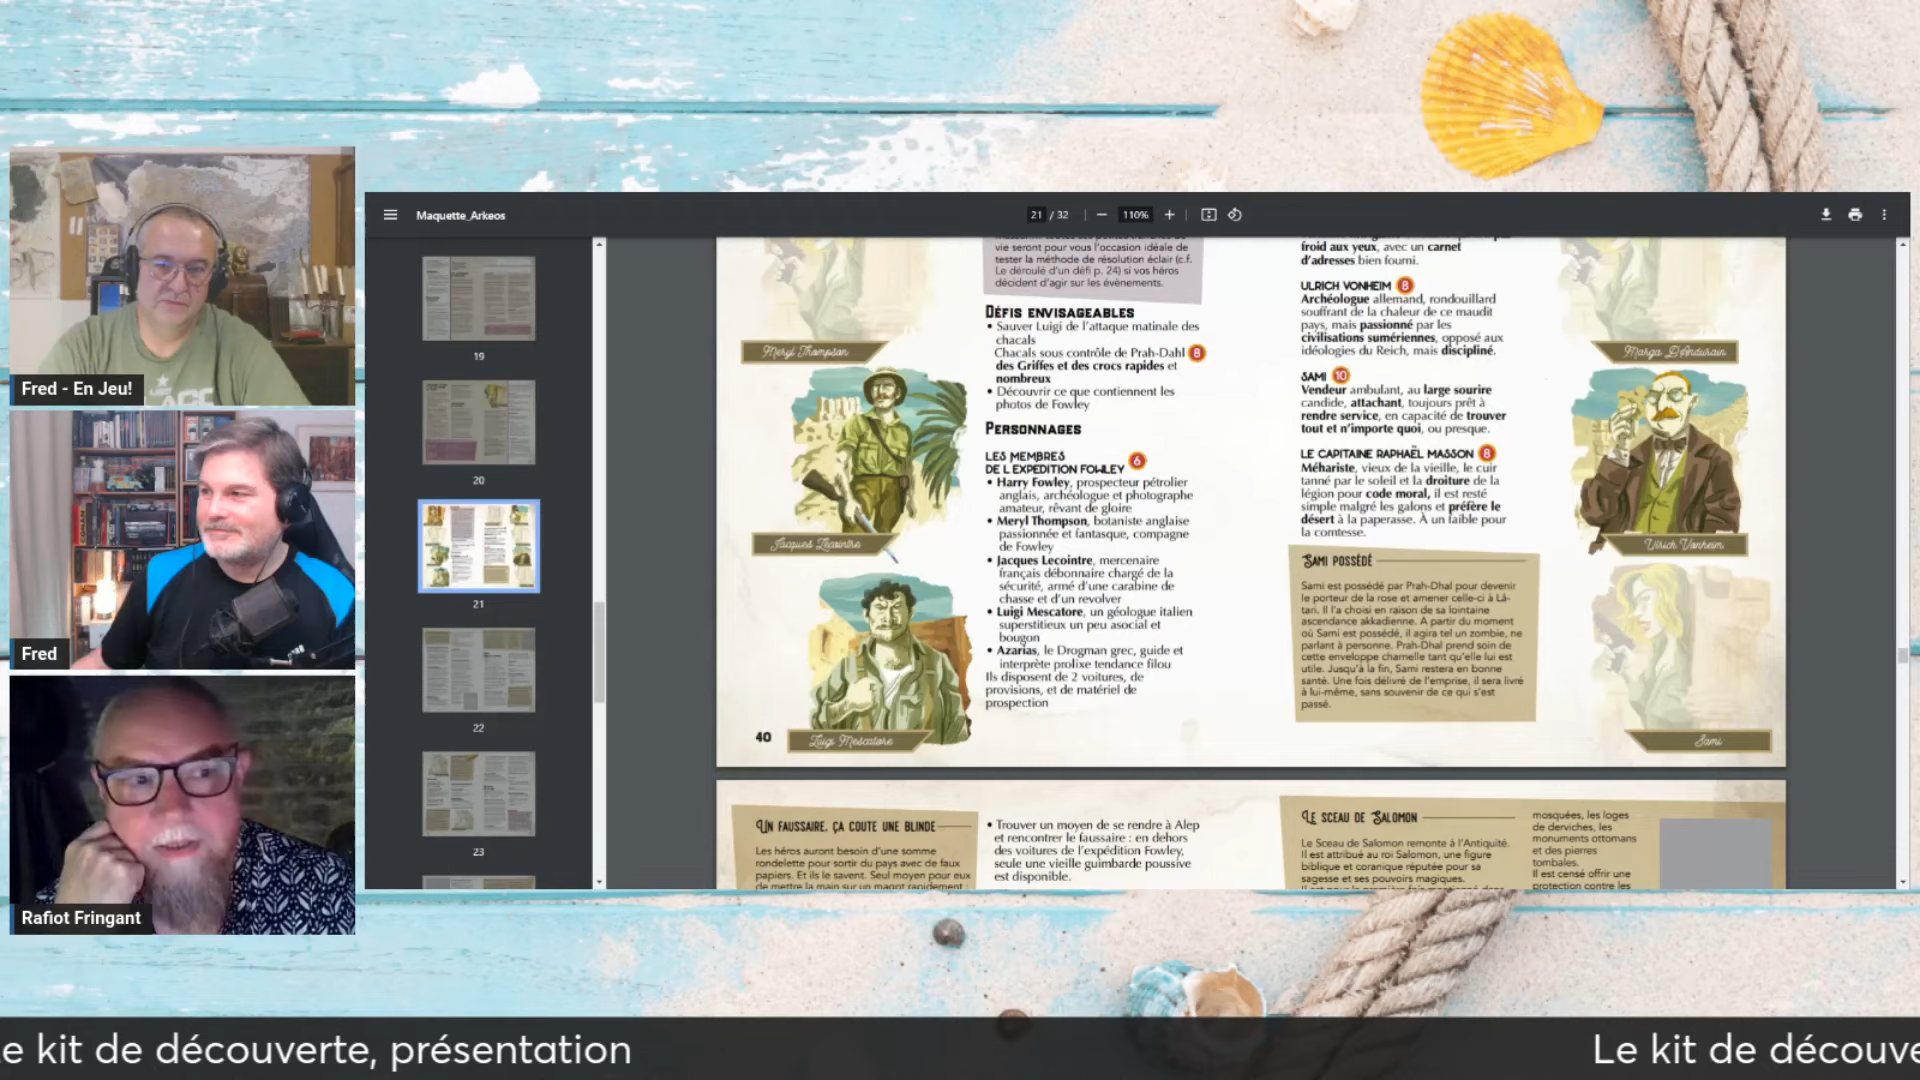 Maquette_Arkeos
21 / 32
110%
Fred - En Jeu!
Fred
Rafiot Fringant
19
20
21
22
23
Meryl Thompson
Jacques Lecointre
Luigi Mescatore
40
vie seront pour vous l'occasion idéale de
tester la méthode de résolution éclair (c.f.
Le déroulé d'un défi p. 24) si vos héros
décident d'agir sur les évènements.
DÉFIS ENVISAGEABLES
• Sauver Luigi de l'attaque matinale des
chacals
Chacals sous contrôle de Prah-Dahl 8
des Griffes et des crocs rapides et
nombreux
• Découvrir ce que contiennent les
photos de Fowley
PERSONNAGES
LES MEMBRES
DE L EXPEDITION FOWLEY 6
• Harry Fowley, prospecteur pétrolier
anglais, archéologue et photographe
amateur, rêvant de gloire
• Meryl Thompson, botaniste anglaise
passionnée et fantasque, compagne
de Fowley
• Jacques Lecointre, mercenaire
français débonnaire chargé de la
sécurité, armé d'une carabine de
chasse et d'un revolver
• Luigi Mescatore, un géologue italien
superstitieux un peu asocial et
bougon
• Azarias, le Drogman grec, guide et
interprète prolixe tendance filou
Ils disposent de 2 voitures, de
provisions, et de matériel de
prospection
froid aux yeux, avec un carnet
d'adresses bien fourni.
ULRICH VONHEIM 8
Archéologue allemand, rondouillard
souffrant de la chaleur de ce maudit
pays, mais passionné par les
civilisations sumériennes, opposé aux
idéologies du Reich, mais discipliné.
SAMI 10
Vendeur ambulant, au large sourire
candide, attachant, toujours prêt à
rendre service, en capacité de trouver
tout et n'importe quoi, ou presque.
LE CAPITAINE RAPHAËL MASSON 8
Méhariste, vieux de la vieille, le cuir
tanné par le soleil et la droiture de la
légion pour code moral, il est resté
simple malgré les galons et préfère le
désert à la paperasse. À un faible pour
la comtesse.
SAMI POSSÉDÉ
Sami est possédé par Prah-Dhal pour devenir
le porteur de la rose et amener celle-ci à Lâ-
tari. Il l'a choisi en raison de sa lointaine
ascendance akkadienne. A partir du moment
où Sami est possédé, il agira tel un zombie, ne
parlant à personne. Prah-Dhal prend soin de
cette enveloppe charnelle tant qu'elle lui est
utile. Jusqu'à la fin, Sami restera en bonne
santé. Une fois délivré de l'emprise, il sera livré
à lui-même, sans souvenir de ce qui s'est
passé.
Marga D'Andurain
Ulrich Vonheim
Sami
UN FAUSSAIRE, ÇA COUTE UNE BLINDE
Les héros auront besoin d'une somme
rondelette pour sortir du pays avec de faux
papiers. Et ils le savent. Seul moyen pour eux
de mettre la main sur un magot rapidement :
• Trouver un moyen de se rendre à Alep
et rencontrer le faussaire : en dehors
des voitures de l'expédition Fowley,
seule une vieille guimbarde poussive
est disponible.
LE SCEAU DE SALOMON
Le Sceau de Salomon remonte à l'Antiquité.
Il est attribué au roi Salomon, une figure
biblique et coranique réputée pour sa
sagesse et ses pouvoirs magiques.
mosquées, les loges
de derviches, les
monuments ottomans
et des pierres
tombales.
Il est censé offrir une
protection contre les
e kit de découverte, présentation
Le kit de découve